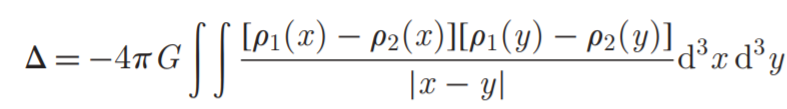 Δ = −4πG ∫∫ [ρ₁(x) − ρ₂(x)][ρ₁(y) − ρ₂(y)] / |x − y| d³x d³y